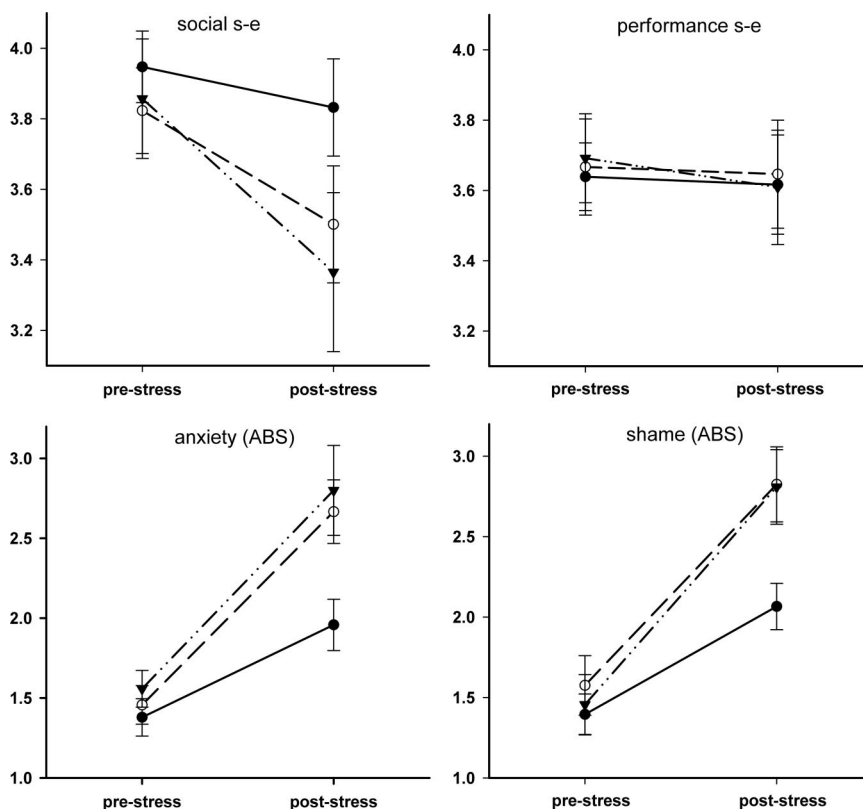 social s-e
4.0
3.8
3.6
3.4
3.2
pre-stress post-stress
performance s-e
4.0
3.8
3.6
3.4
3.2
pre-stress post-stress
anxiety (ABS)
3.0
2.5
2.0
1.5
1.0
pre-stress post-stress
shame (ABS)
3.0
2.5
2.0
1.5
1.0
pre-stress post-stress